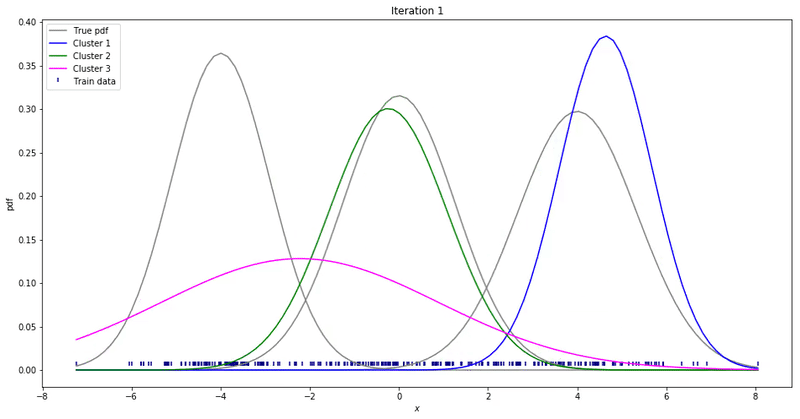 Iteration 1
0.40
0.35
0.30
0.25
0.20
0.15
0.10
0.05
0.00
pdf
True pdf
Cluster 1
Cluster 2
Cluster 3
Train data
−8
−6
−4
−2
0
2
4
6
8
x